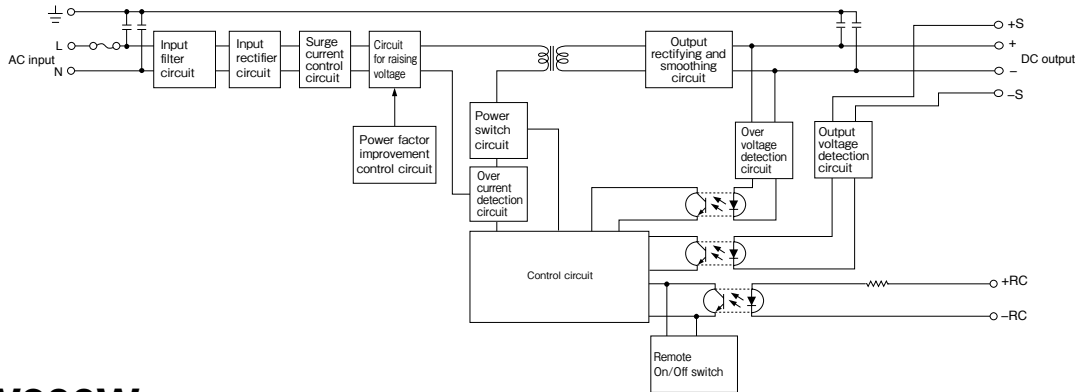 +S
L
AC input
N
Input
filter
circuit
Input
rectifier
circuit
Surge
current
control
circuit
Circuit
for raising
voltage
Output
rectifying and
smoothing
circuit
+
DC output
−
−S
Power factor
improvement
control circuit
Power
switch
circuit
Over
current
detection
circuit
Over
voltage
detection
circuit
Output
voltage
detection
circuit
Control circuit
+RC
−RC
Remote
On/Off switch